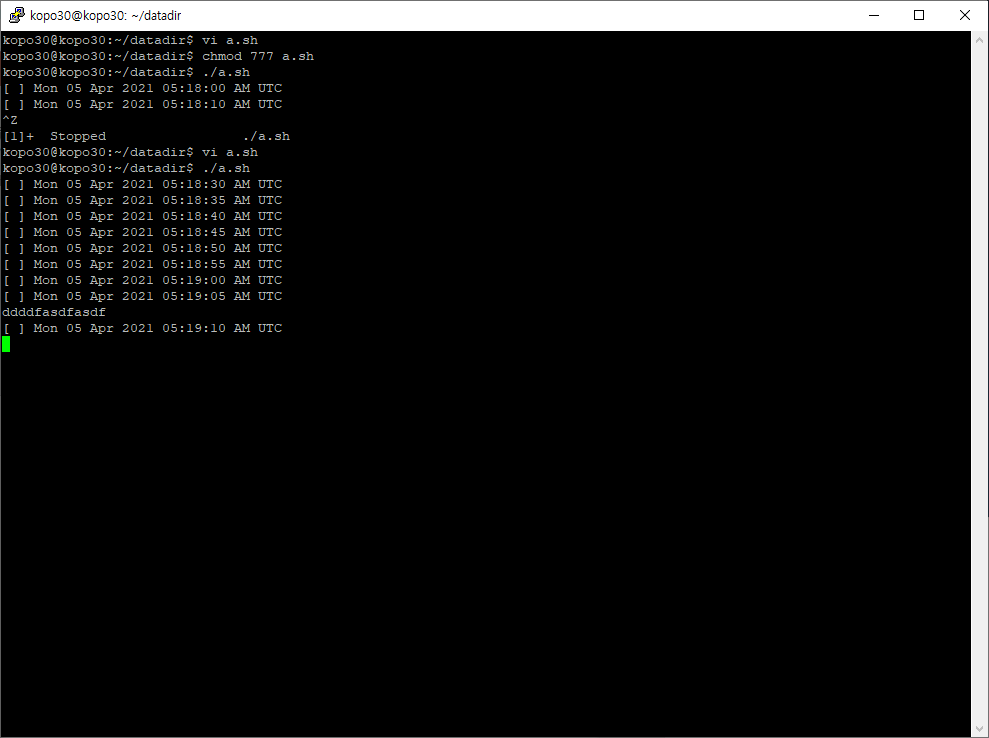 kopo30@kopo30: ~/datadir
kopo30@kopo30:~/datadir$ vi a.sh
kopo30@kopo30:~/datadir$ chmod 777 a.sh
kopo30@kopo30:~/datadir$ ./a.sh
[ ] Mon 05 Apr 2021 05:18:00 AM UTC
[ ] Mon 05 Apr 2021 05:18:10 AM UTC
^Z
[1]+  Stopped                 ./a.sh
kopo30@kopo30:~/datadir$ vi a.sh
kopo30@kopo30:~/datadir$ ./a.sh
[ ] Mon 05 Apr 2021 05:18:30 AM UTC
[ ] Mon 05 Apr 2021 05:18:35 AM UTC
[ ] Mon 05 Apr 2021 05:18:40 AM UTC
[ ] Mon 05 Apr 2021 05:18:45 AM UTC
[ ] Mon 05 Apr 2021 05:18:50 AM UTC
[ ] Mon 05 Apr 2021 05:18:55 AM UTC
[ ] Mon 05 Apr 2021 05:19:00 AM UTC
[ ] Mon 05 Apr 2021 05:19:05 AM UTC
ddddfasdfasdf
[ ] Mon 05 Apr 2021 05:19:10 AM UTC